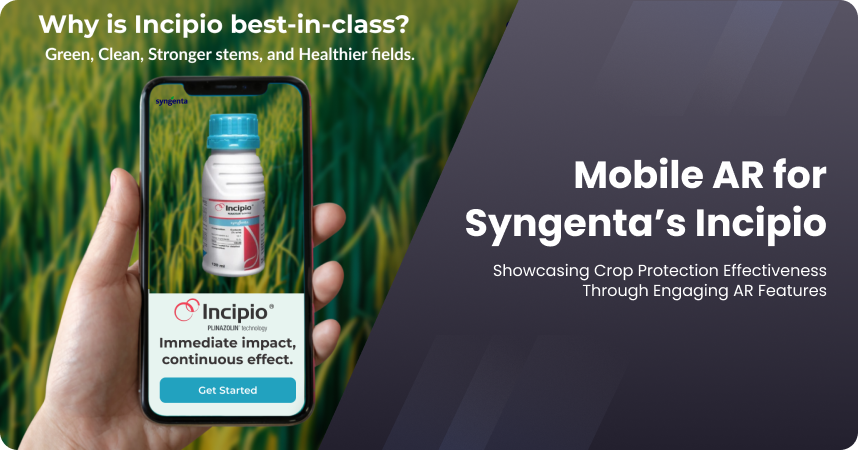 Why is Incipio best-in-class?
Green, Clean, Stronger stems, and Healthier fields.
syngenta
Incipio
Incipio®
PLINAZOLIN® technology
Immediate impact,
continuous effect.
Get Started
Mobile AR for
Syngenta’s Incipio
Showcasing Crop Protection Effectiveness
Through Engaging AR Features